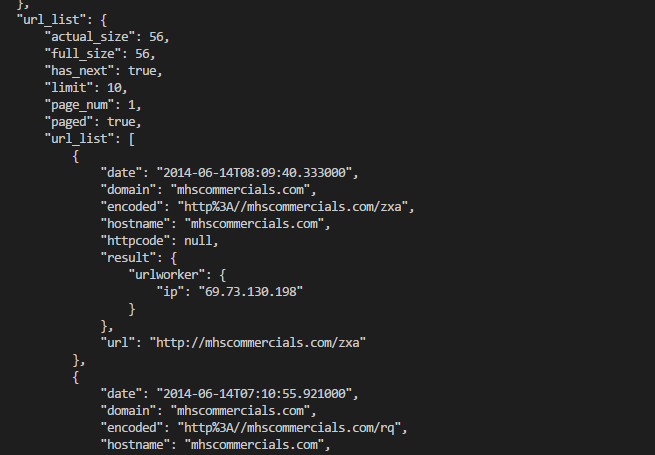 },
"url_list": {
"actual_size": 56,
"full_size": 56,
"has_next": true,
"limit": 10,
"page_num": 1,
"paged": true,
"url_list": [
{
"date": "2014-06-14T08:09:40.333000",
"domain": "mhscommercials.com",
"encoded": "http%3A//mhscommercials.com/zxa",
"hostname": "mhscommercials.com",
"httpcode": null,
"result": {
"urlworker": {
"ip": "69.73.130.198"
}
},
"url": "http://mhscommercials.com/zxa"
},
{
"date": "2014-06-14T07:10:55.921000",
"domain": "mhscommercials.com",
"encoded": "http%3A//mhscommercials.com/rq",
"hostname": "mhscommercials.com",